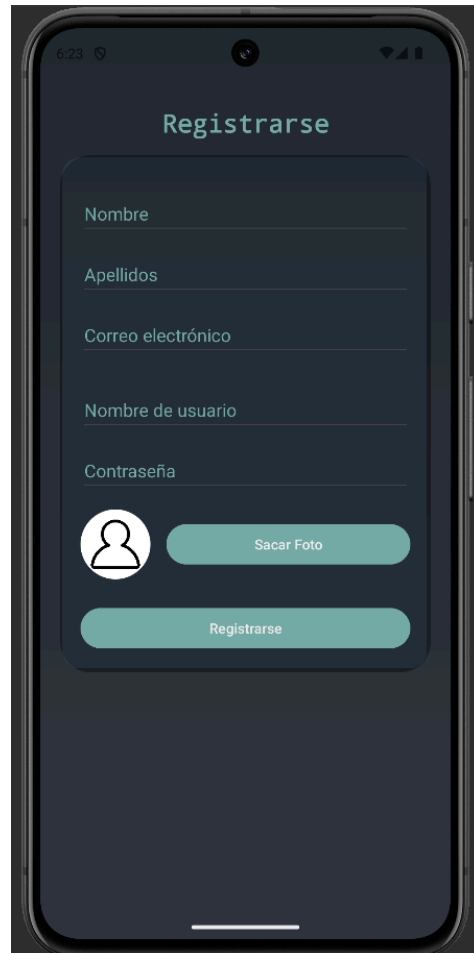 6:23
Registrarse
Nombre
Apellidos
Correo electrónico
Nombre de usuario
Contraseña
Sacar Foto
Registrarse